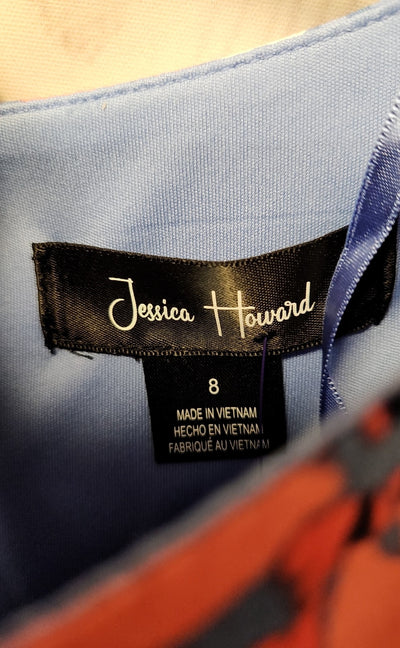 Jessica Howard
8
MADE IN VIETNAM
HECHO EN VIETNAM
FABRIQUÉ AU VIETNAM